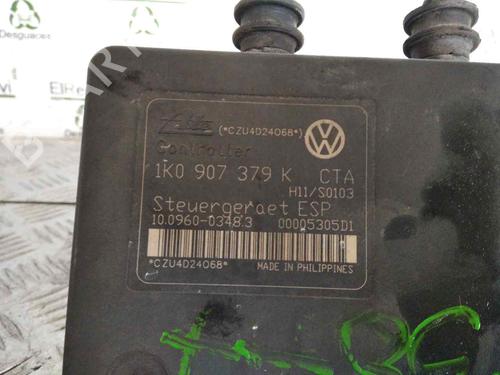 (*CZU4D24068*)
Controller
1K0 907 379 K CTA
H11/S0103
Steuergeraet ESP
10.0960-0348.3 00005305D1
*CZU4D24068* MADE IN PHILIPPINES